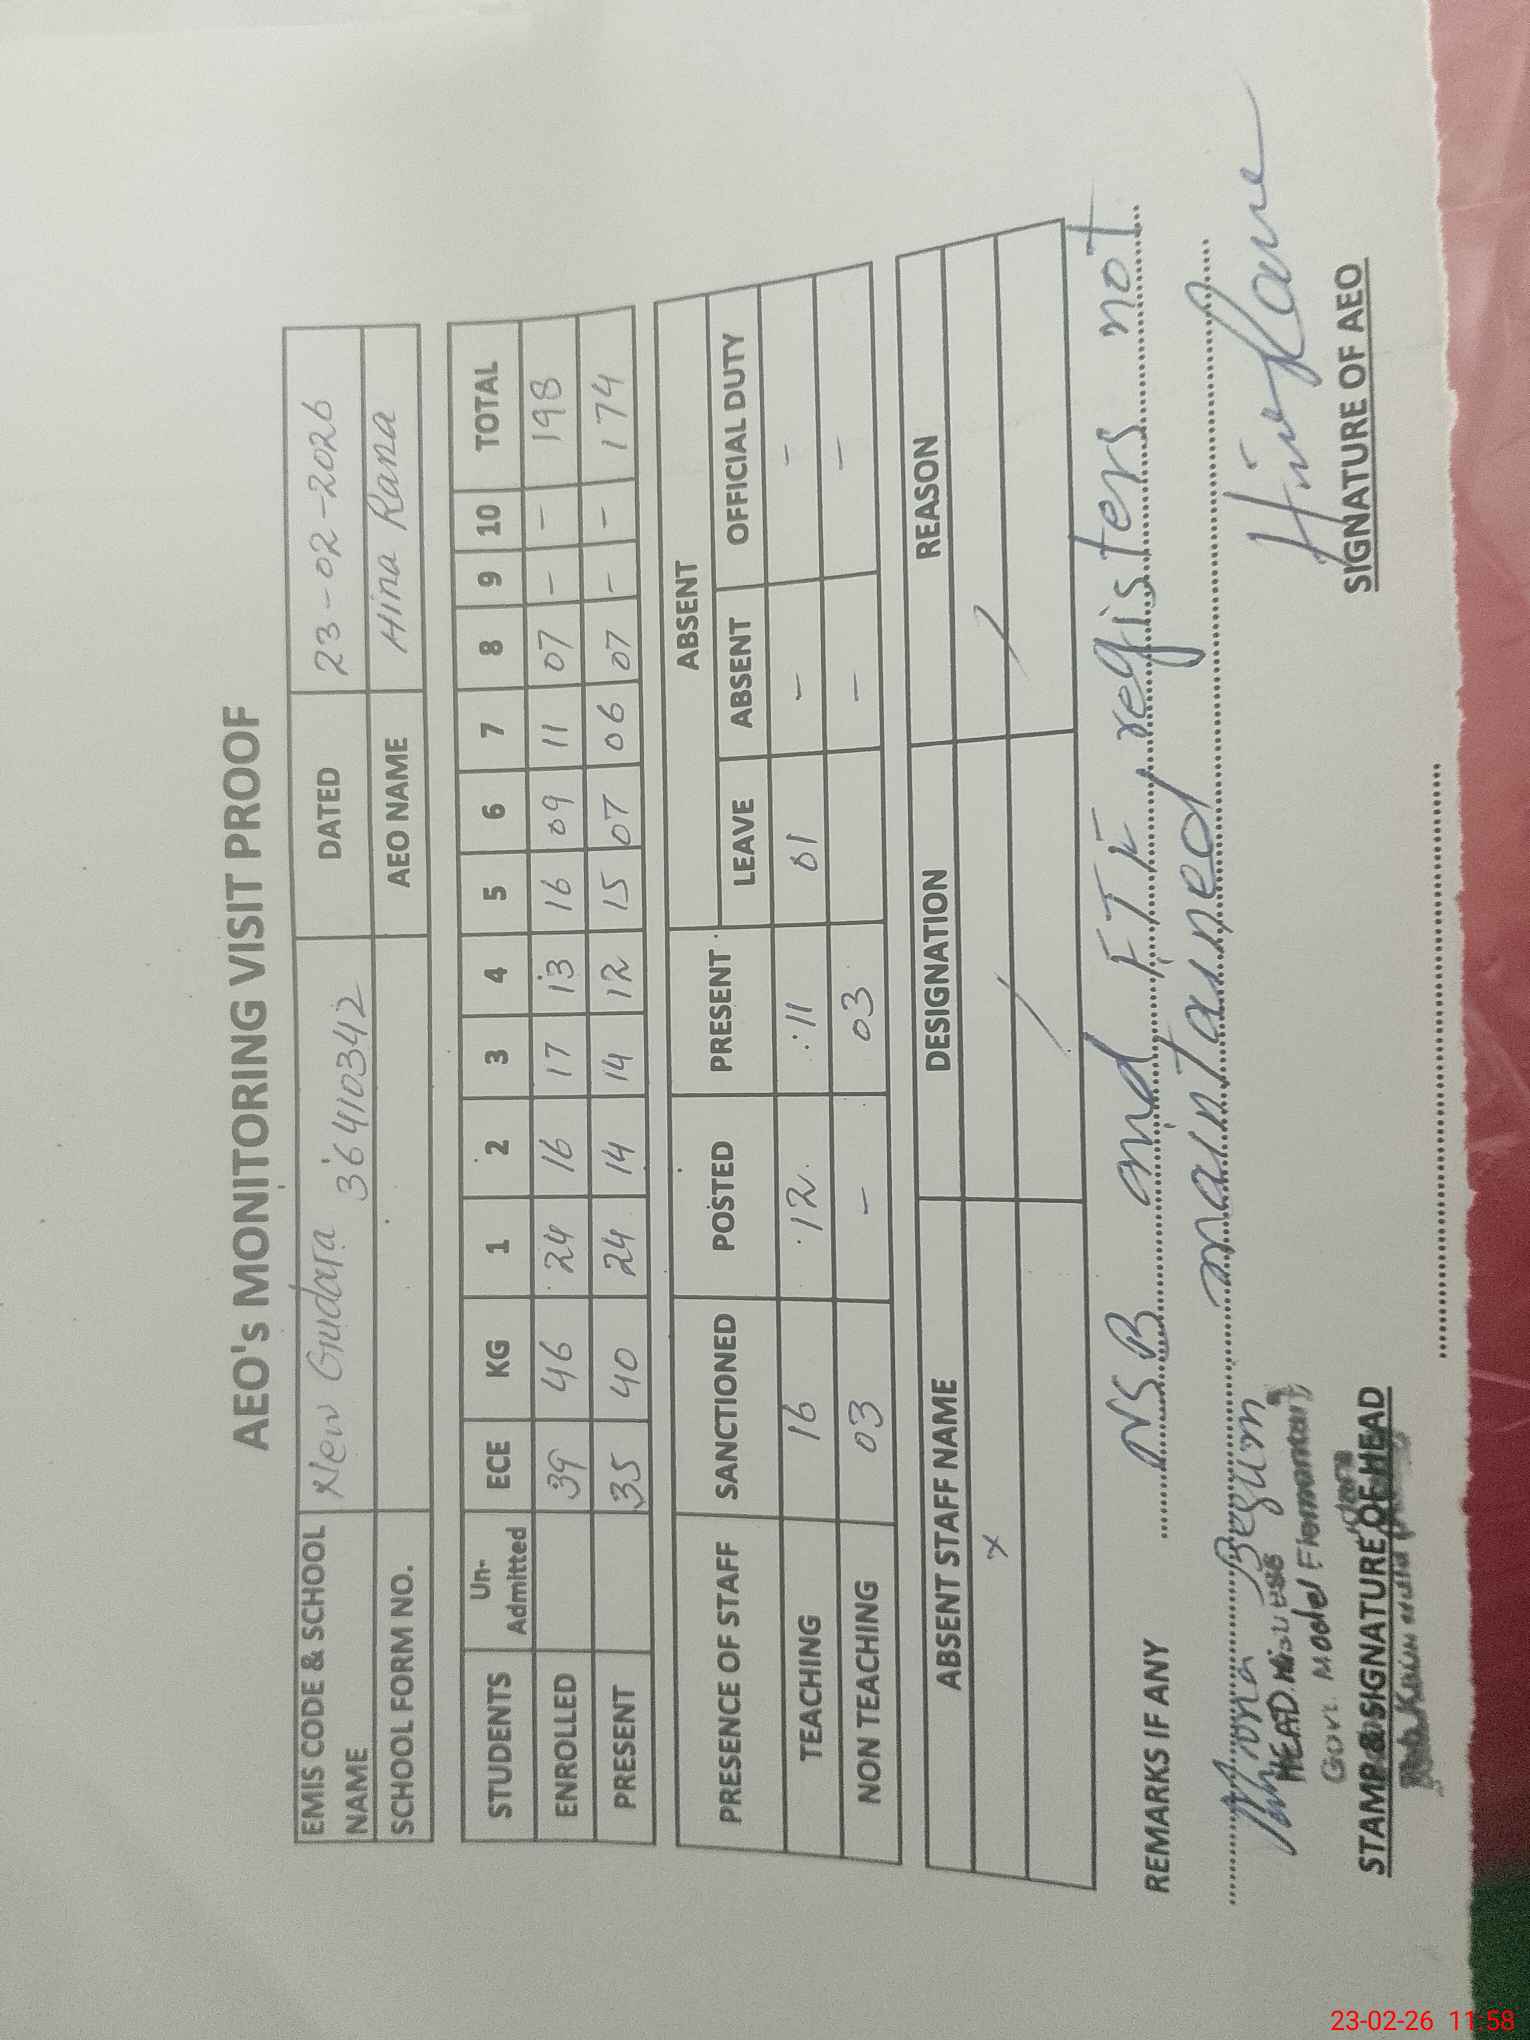 AEO's MONITORING VISIT PROOF
EMIS CODE & SCHOOL NAME New Gudara 36410342 DATED 23-02-2026
SCHOOL FORM NO. AEO NAME Hina Rana
STUDENTS Un-Admitted ECE KG 1 2 3 4 5 6 7 8 9 10 TOTAL
ENROLLED 39 46 24 16 17 13 16 09 11 07 - - 198
PRESENT 35 40 24 14 14 12 15 07 06 07 - - 174
PRESENCE OF STAFF SANCTIONED POSTED PRESENT ABSENT
LEAVE ABSENT OFFICIAL DUTY
TEACHING 16 12 11 01 - -
NON TEACHING 03 - 03 - -
ABSENT STAFF NAME DESIGNATION REASON
x
REMARKS IF ANY NSB and FTF registers not
maintained
Begum
HEAD
Govt. Model Elementary
STAMP & SIGNATURE OF HEAD SIGNATURE OF AEO
23-02-26 11:58